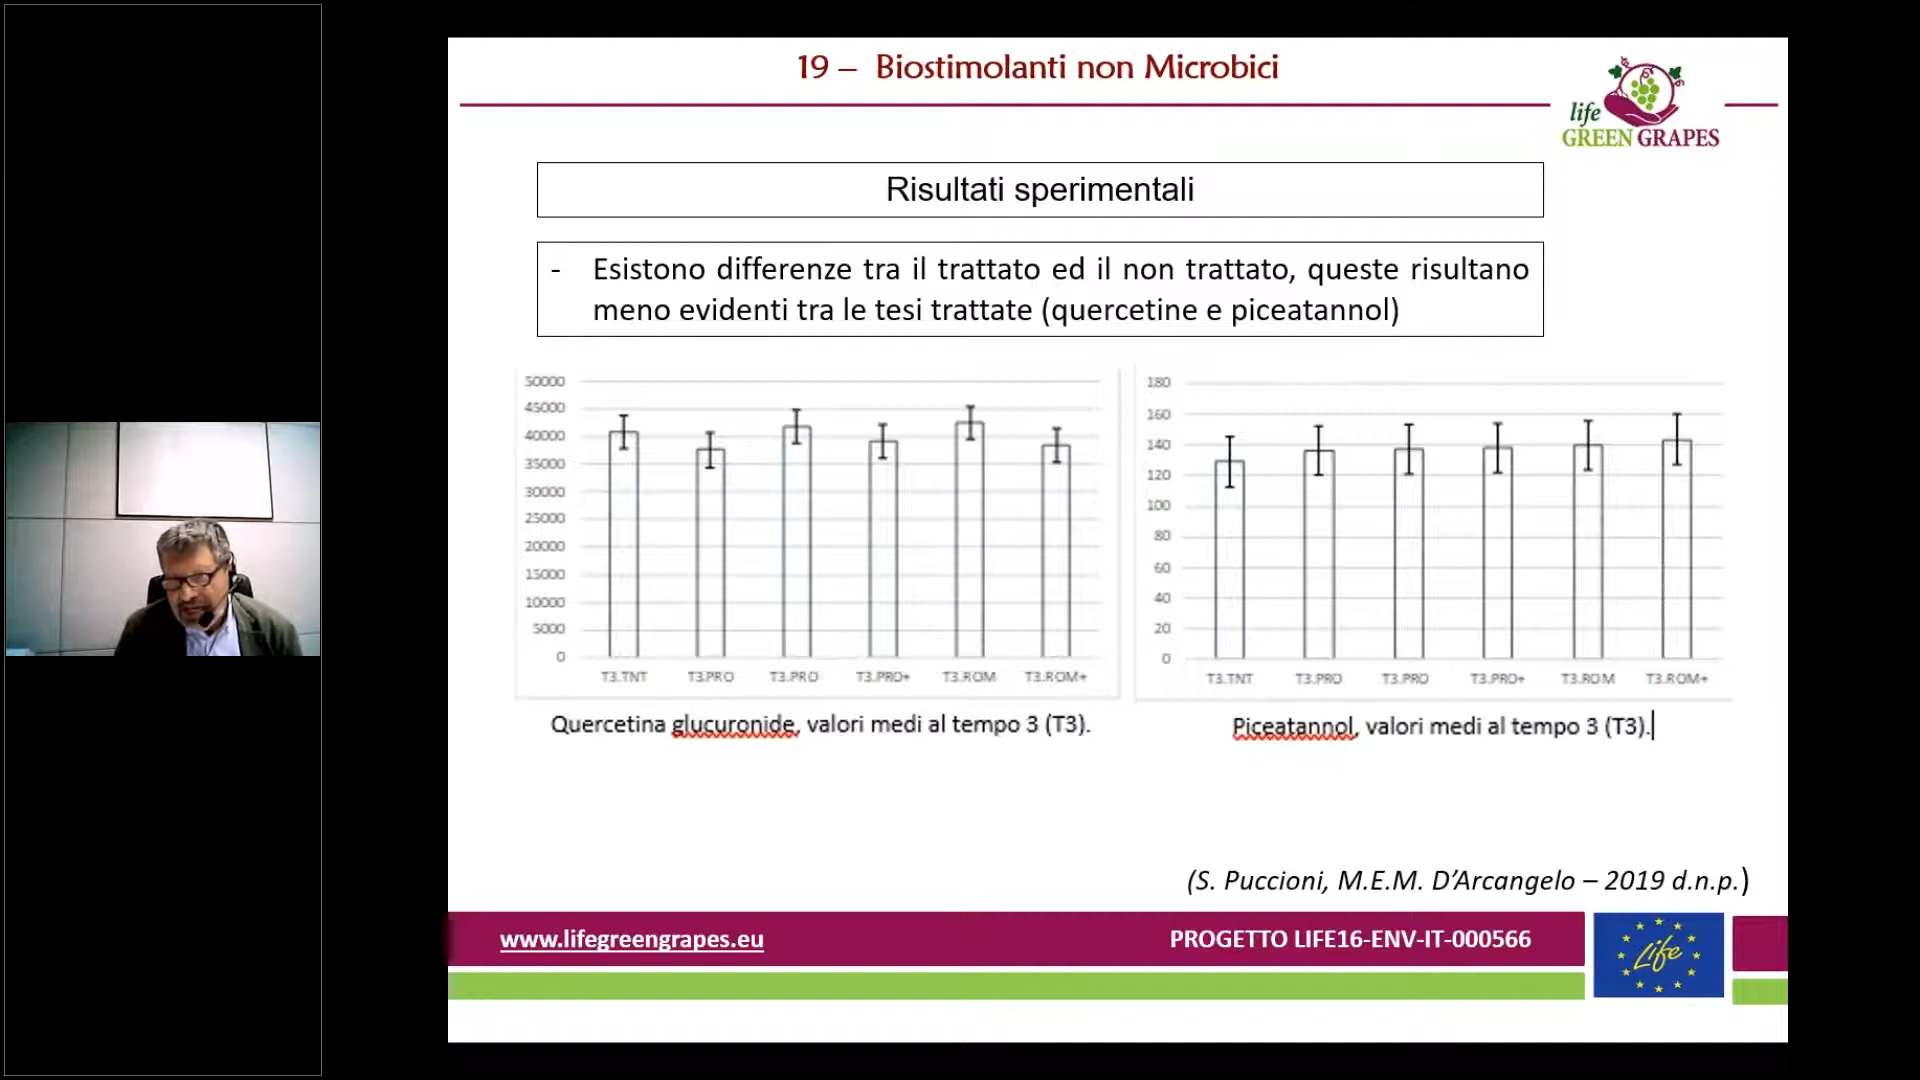 19 – Biostimolanti non Microbici
life
GREEN GRAPES
Risultati sperimentali
- Esistono differenze tra il trattato ed il non trattato, queste risultano
meno evidenti tra le tesi trattate (quercetine e piceatannol)
50000
45000
40000
35000
30000
25000
20000
15000
10000
5000
0
T3.TNT T3.PRO T3.PRO T3.PRO+ T3.ROM T3.ROM+
Quercetina glucuronide, valori medi al tempo 3 (T3).
180
160
140
120
100
80
60
40
20
0
T3.TNT T3.PRO T3.PRO T3.PRO+ T3.ROM T3.ROM+
Piceatannol, valori medi al tempo 3 (T3).
(S. Puccioni, M.E.M. D’Arcangelo – 2019 d.n.p.)
www.lifegreengrapes.eu
PROGETTO LIFE16-ENV-IT-000566
Life